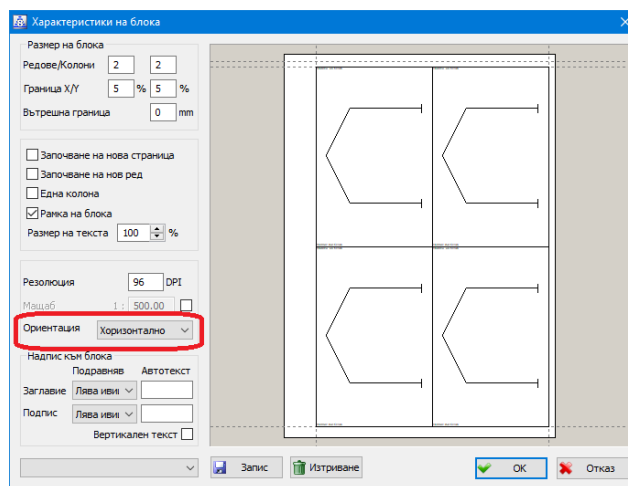 Характеристики на блока
Размер на блока
Редове/Колони 2 2
Граница X/Y 5 % 5 %
Вътрешна граница 0 mm
Започване на нова страница
Започване на нов ред
Една колона
Рамка на блока
Размер на текста 100 %
Резолюция 96 DPI
Мащаб 1 : 500.00
Ориентация Хоризонтално
Надпис към блока
Подравняв Автотекст
Заглавие Лява иви
Подпис Лява иви
Вертикален текст
Запис Изтриване OK Отказ